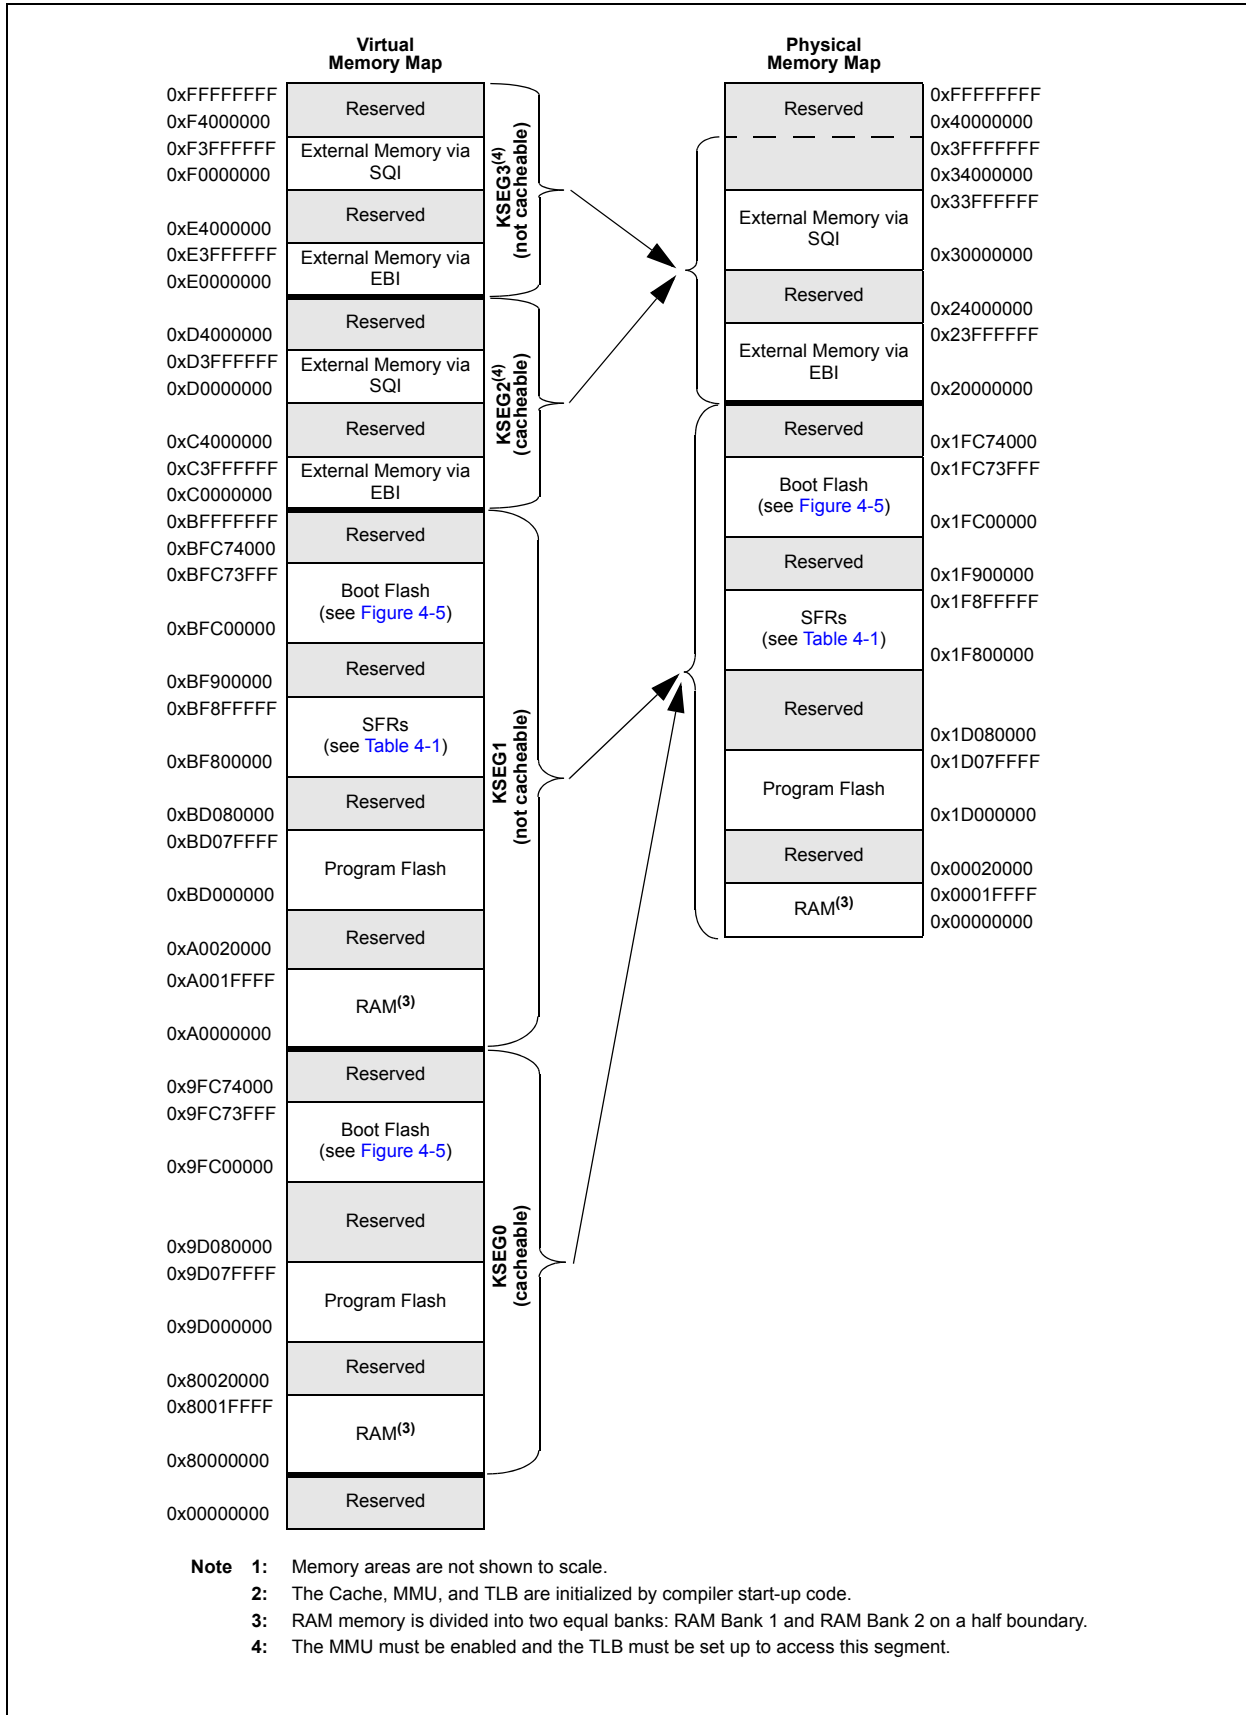 Virtual
Memory Map
0xFFFFFFFF
Reserved
0xF4000000
0xF3FFFFFF
External Memory via
SQI
0xF0000000
Reserved
0xE4000000
0xE3FFFFFF
External Memory via
EBI
0xE0000000
KSEG3(4)
(not cacheable)
Reserved
0xD4000000
0xD3FFFFFF
External Memory via
SQI
0xD0000000
Reserved
0xC4000000
0xC3FFFFFF
External Memory via
EBI
0xC0000000
KSEG2(4)
(cacheable)
0xBFFFFFFF
Reserved
0xBFC74000
0xBFC73FFF
Boot Flash
(see Figure 4-5)
0xBFC00000
Reserved
0xBF900000
0xBF8FFFFF
SFRs
(see Table 4-1)
0xBF800000
Reserved
0xBD080000
0xBD07FFFF
Program Flash
0xBD000000
Reserved
0xA0020000
0xA001FFFF
RAM(3)
0xA0000000
KSEG1
(not cacheable)
Reserved
0x9FC74000
0x9FC73FFF
Boot Flash
(see Figure 4-5)
0x9FC00000
Reserved
0x9D080000
0x9D07FFFF
Program Flash
0x9D000000
Reserved
0x80020000
0x8001FFFF
RAM(3)
0x80000000
KSEG0
(cacheable)
Reserved
0x00000000
Physical
Memory Map
Reserved
0xFFFFFFFF
0x40000000
0x3FFFFFFF
0x34000000
0x33FFFFFF
External Memory via
SQI
0x30000000
Reserved
0x24000000
0x23FFFFFF
External Memory via
EBI
0x20000000
Reserved
0x1FC74000
0x1FC73FFF
Boot Flash
(see Figure 4-5)
0x1FC00000
Reserved
0x1F900000
0x1F8FFFFF
SFRs
(see Table 4-1)
0x1F800000
Reserved
0x1D080000
0x1D07FFFF
Program Flash
0x1D000000
Reserved
0x00020000
0x0001FFFF
RAM(3)
0x00000000
Note 1: Memory areas are not shown to scale.
2: The Cache, MMU, and TLB are initialized by compiler start-up code.
3: RAM memory is divided into two equal banks: RAM Bank 1 and RAM Bank 2 on a half boundary.
4: The MMU must be enabled and the TLB must be set up to access this segment.